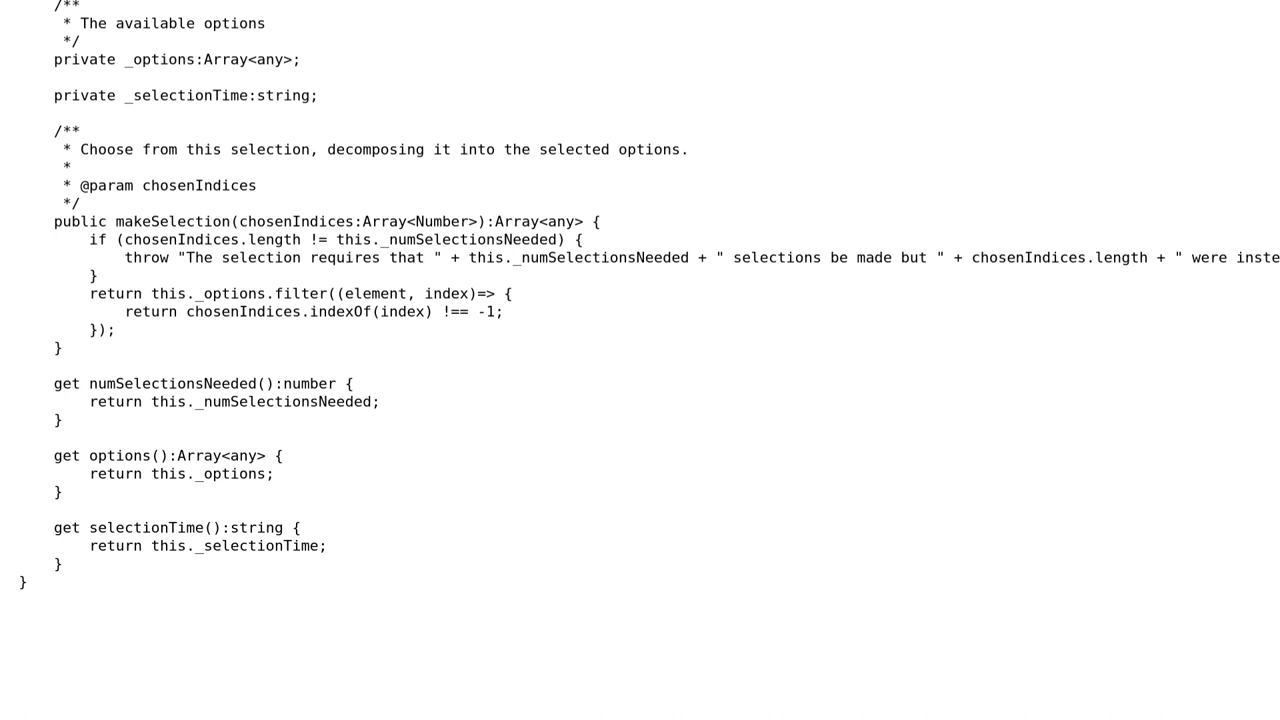 /**
 * The available options
 */
private _options:Array<any>;

private _selectionTime:string;

/**
 * Choose from this selection, decomposing it into the selected options.
 *
 * @param chosenIndices
 */
public makeSelection(chosenIndices:Array<Number>):Array<any> {
    if (chosenIndices.length != this._numSelectionsNeeded) {
        throw "The selection requires that " + this._numSelectionsNeeded + " selections be made but " + chosenIndices.length + " were inste
    }
    return this._options.filter((element, index)=> {
        return chosenIndices.indexOf(index) !== -1;
    });
}

get numSelectionsNeeded():number {
    return this._numSelectionsNeeded;
}

get options():Array<any> {
    return this._options;
}

get selectionTime():string {
    return this._selectionTime;
}
}